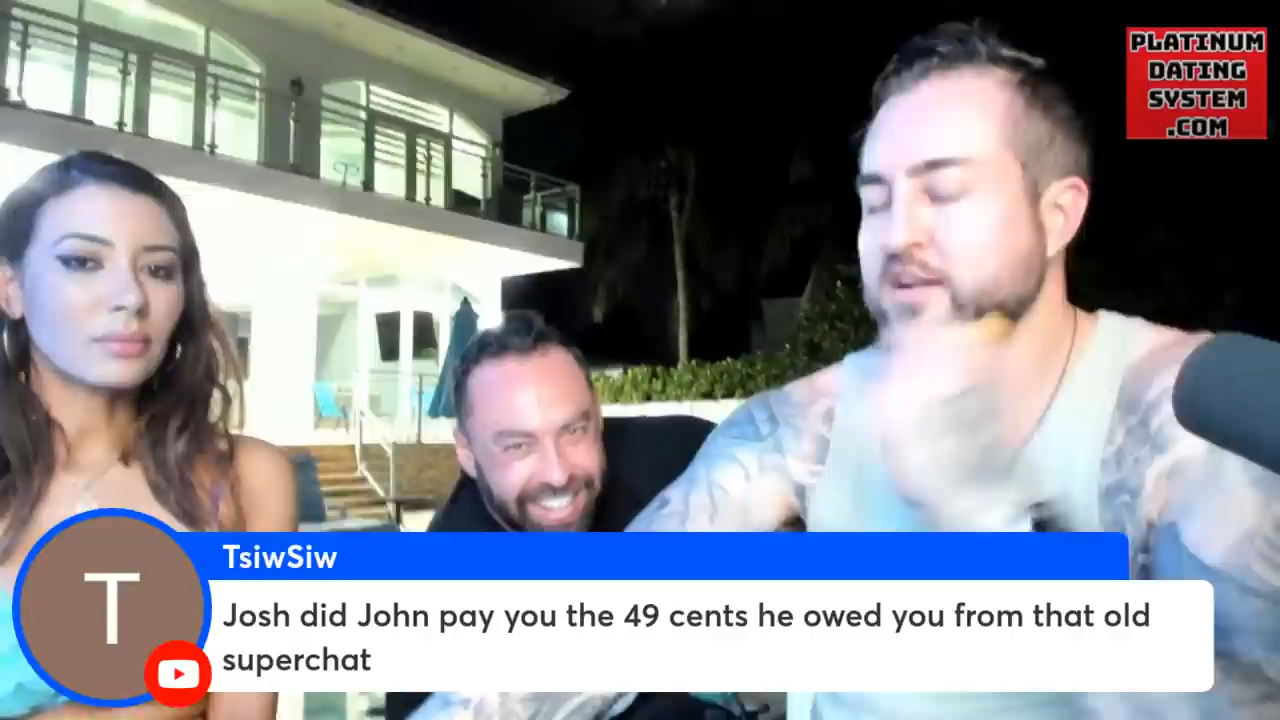 PLATINUM
DATING
SYSTEM
.COM
TsiwSiw
T
Josh did John pay you the 49 cents he owed you from that old
superchat